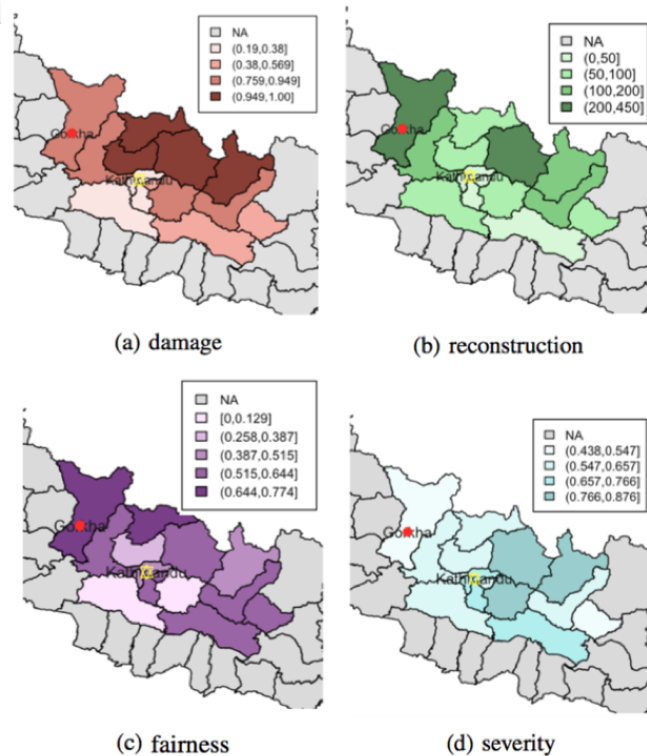 NA
(0.19,0.38]
(0.38,0.569]
(0.759,0.949]
(0.949,1.00]
Gorkha
Kathmandu
(a) damage
NA
(0,50]
(50,100]
(100,200]
(200,450]
Gorkha
Kathmandu
(b) reconstruction
NA
[0,0.129]
(0.258,0.387]
(0.387,0.515]
(0.515,0.644]
(0.644,0.774]
Gorkha
Kathmandu
(c) fairness
NA
(0.438,0.547]
(0.547,0.657]
(0.657,0.766]
(0.766,0.876]
Gorkha
Kathmandu
(d) severity